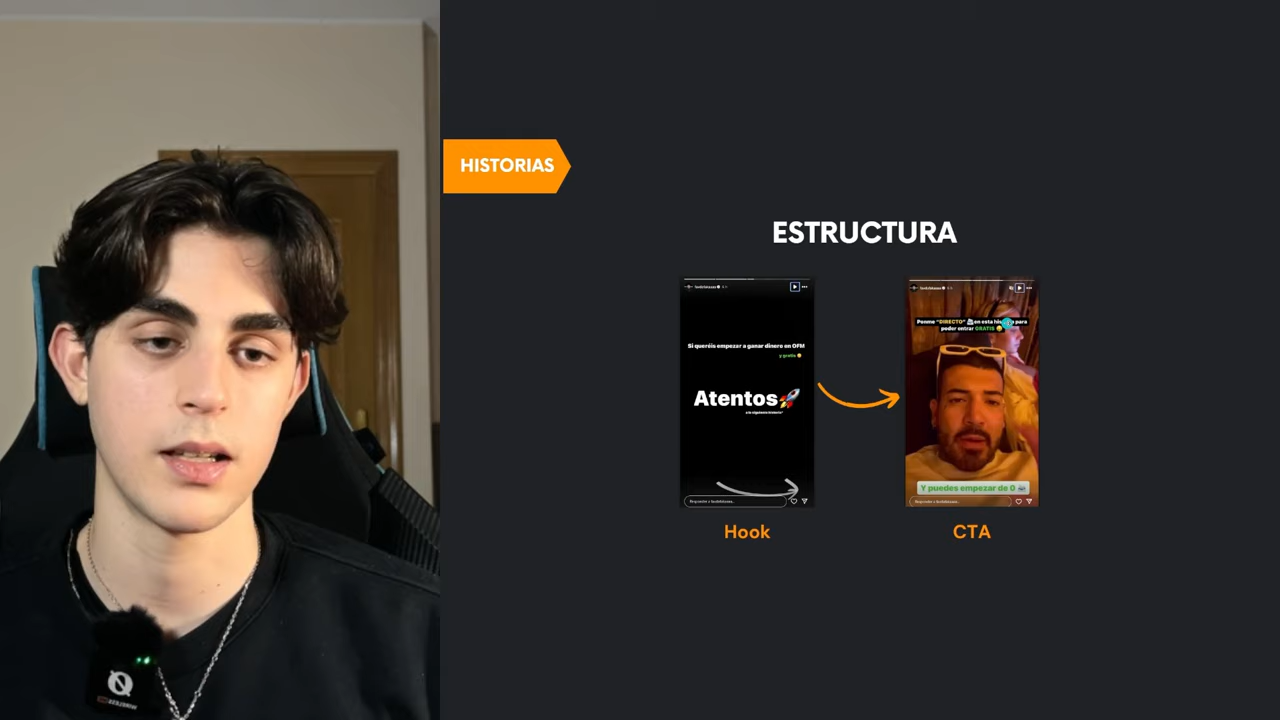 HISTORIAS
ESTRUCTURA
Si queréis empezar a ganar dinero en OFM
y gratis
Atentos🚀
Ponme "DIRECTO" en esta historia para
poder entrar GRATIS
Y puedes empezar de 0
Hook
CTA